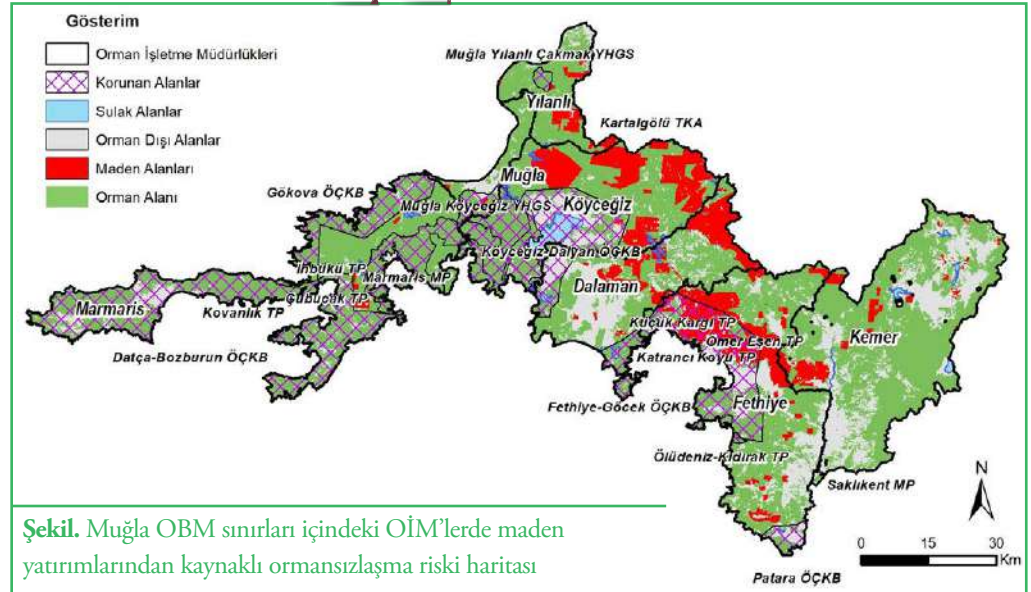 Gösterim
Orman İşletme Müdürlükleri
Korunan Alanlar
Sulak Alanlar
Orman Dışı Alanlar
Maden Alanları
Orman Alanı
Muğla Yılanlı Çakmak YHGS
Yılanlı
Kartalgölü TKA
Muğla
Gökova ÖÇKB
Muğla Köyceğiz YHGS
Köyceğiz
Köyceğiz-Dalyan ÖÇKB
İnbükü TP
Marmaris MP
Çubucak TP
Dalaman
Marmaris
Kovanlık TP
Küçük Kargı TP
Ömer Eşen TP
Kemer
Datça-Bozburun ÖÇKB
Katrancı Koyu TP
Fethiye-Göcek ÖÇKB
Fethiye
Ölüdeniz-Kıdırak TP
Saklıkent MP
N
0 15 30
Km
Patara ÖÇKB
Şekil. Muğla OBM sınırları içindeki OİM’lerde maden
yatırımlarından kaynaklı ormansızlaşma riski haritası